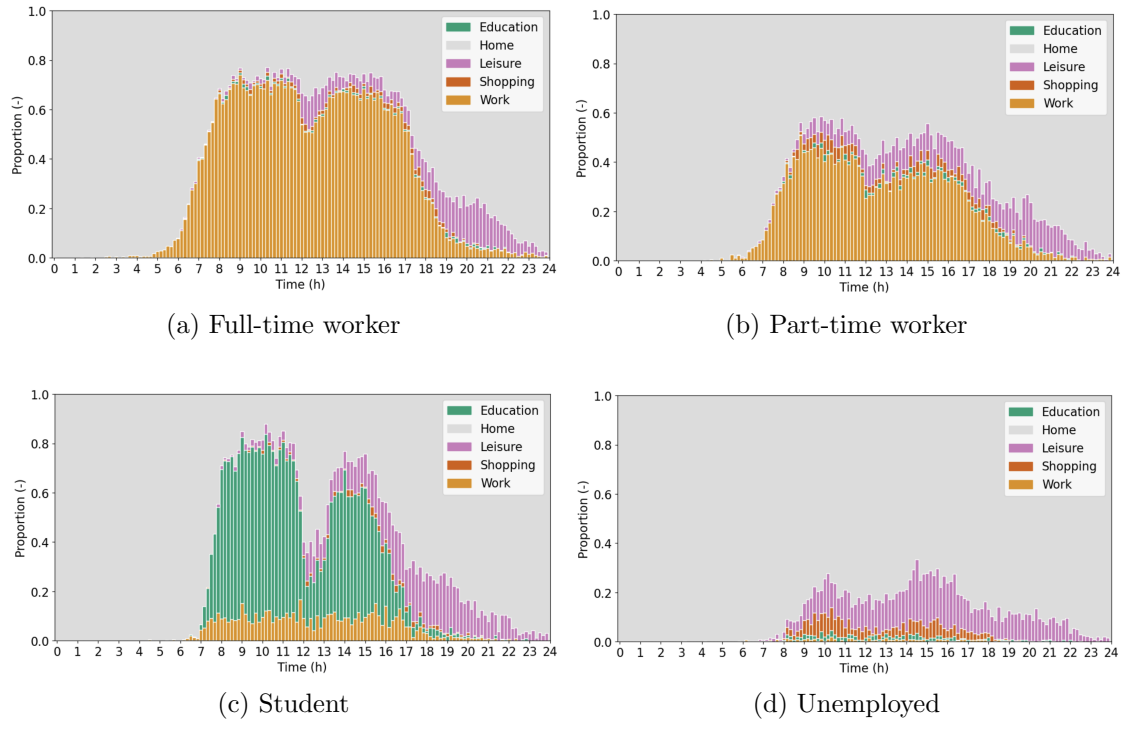 1.0
0.8
0.6
0.4
0.2
0.0
Proportion (-)
0 1 2 3 4 5 6 7 8 9 10 11 12 13 14 15 16 17 18 19 20 21 22 23 24
Time (h)
Education
Home
Leisure
Shopping
Work
(a) Full-time worker
1.0
0.8
0.6
0.4
0.2
0.0
Proportion (-)
0 1 2 3 4 5 6 7 8 9 10 11 12 13 14 15 16 17 18 19 20 21 22 23 24
Time (h)
Education
Home
Leisure
Shopping
Work
(b) Part-time worker
1.0
0.8
0.6
0.4
0.2
0.0
Proportion (-)
0 1 2 3 4 5 6 7 8 9 10 11 12 13 14 15 16 17 18 19 20 21 22 23 24
Time (h)
Education
Home
Leisure
Shopping
Work
(c) Student
1.0
0.8
0.6
0.4
0.2
0.0
Proportion (-)
0 1 2 3 4 5 6 7 8 9 10 11 12 13 14 15 16 17 18 19 20 21 22 23 24
Time (h)
Education
Home
Leisure
Shopping
Work
(d) Unemployed